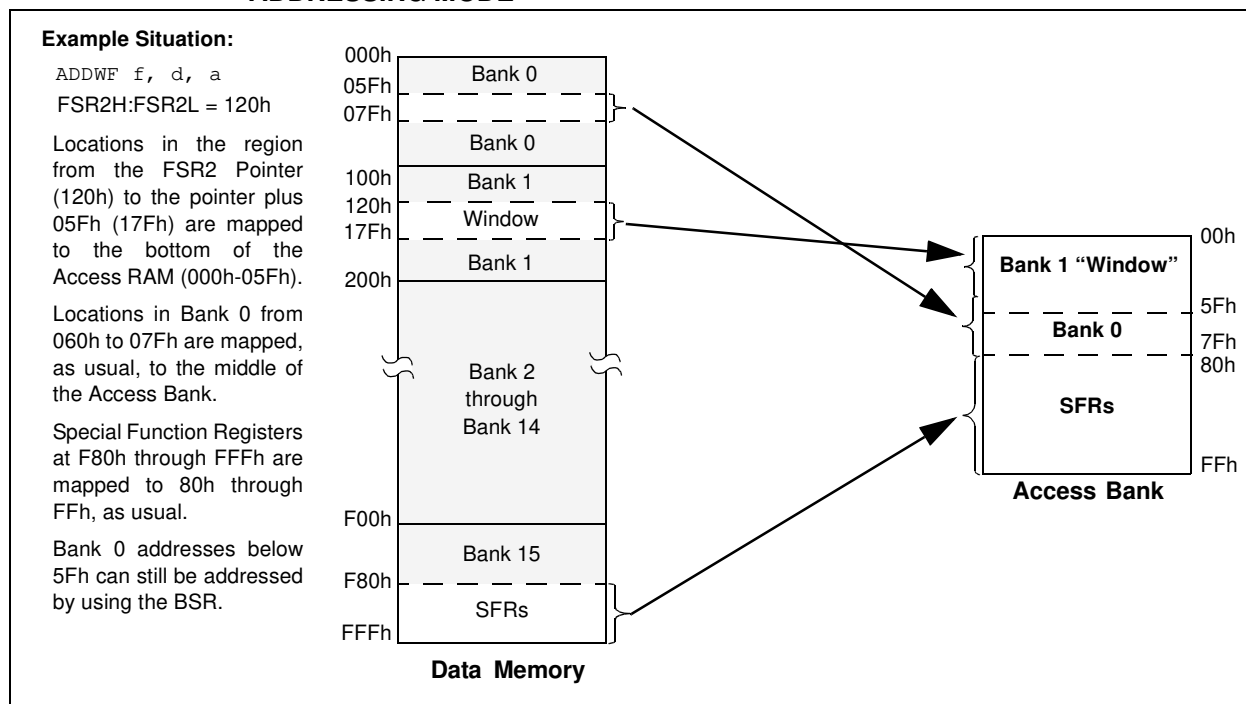 ADDRESSING MODE
Example Situation:
ADDWF f, d, a
FSR2H:FSR2L = 120h
Locations in the region
from the FSR2 Pointer
(120h) to the pointer plus
05Fh (17Fh) are mapped
to the bottom of the
Access RAM (000h-05Fh).
Locations in Bank 0 from
060h to 07Fh are mapped,
as usual, to the middle of
the Access Bank.
Special Function Registers
at F80h through FFFh are
mapped to 80h through
FFh, as usual.
Bank 0 addresses below
5Fh can still be addressed
by using the BSR.
000h
Bank 0
05Fh
07Fh
Bank 0
100h
Bank 1
120h
Window
17Fh
Bank 1
200h
Bank 2
through
Bank 14
F00h
Bank 15
F80h
SFRs
FFFh
Data Memory
00h
Bank 1 “Window”
5Fh
Bank 0
7Fh
80h
SFRs
FFh
Access Bank